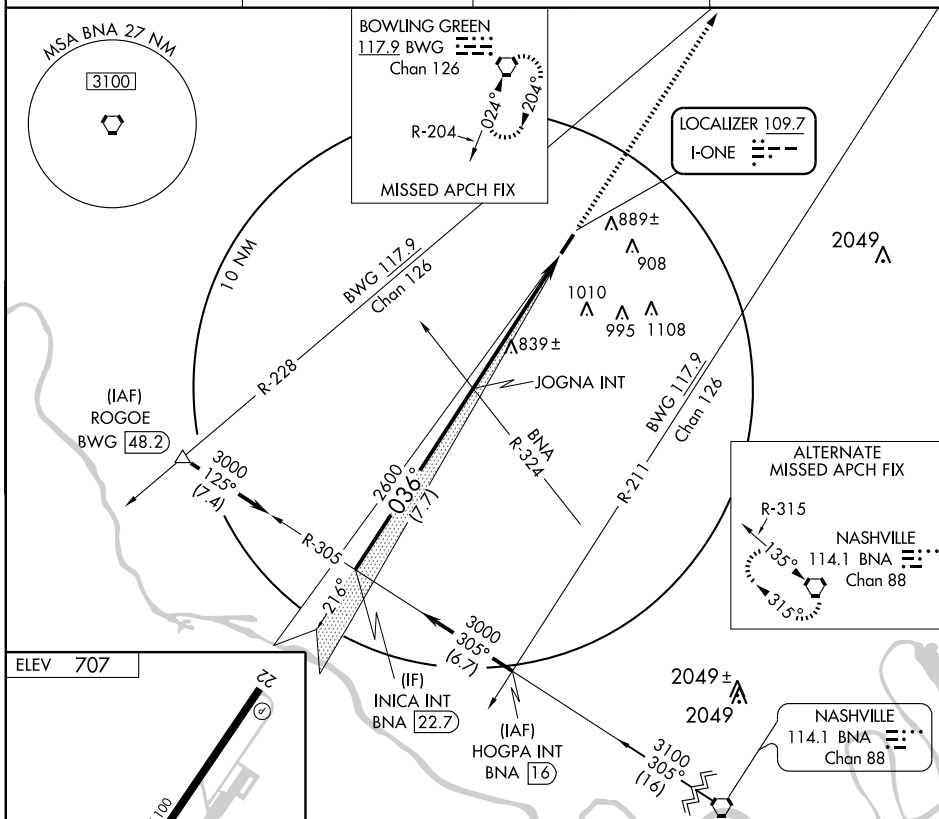 MSA BNA 27 NM
3100
BOWLING GREEN
117.9 BWG
Chan 126
024°
204°
R-204
MISSED APCH FIX
LOCALIZER 109.7
I-ONE
889±
908
2049
10 NM
BWG 117.9
Chan 126
R-228
1010
995
1108
839±
JOGNA INT
BWG 117.9
Chan 126
R-211
BNA
R-324
(IAF)
ROGOE
BWG 48.2
3000
125°
(7.4)
2600
036°
(7.7)
R-305
216°
ALTERNATE
MISSED APCH FIX
R-315
135°
315°
NASHVILLE
114.1 BNA
Chan 88
3000
305°
(6.7)
(IF)
INICA INT
BNA 22.7
(IAF)
HOGPA INT
BNA 16
2049±
2049
3100
305°
(16)
NASHVILLE
114.1 BNA
Chan 88
ELEV 707
22
P